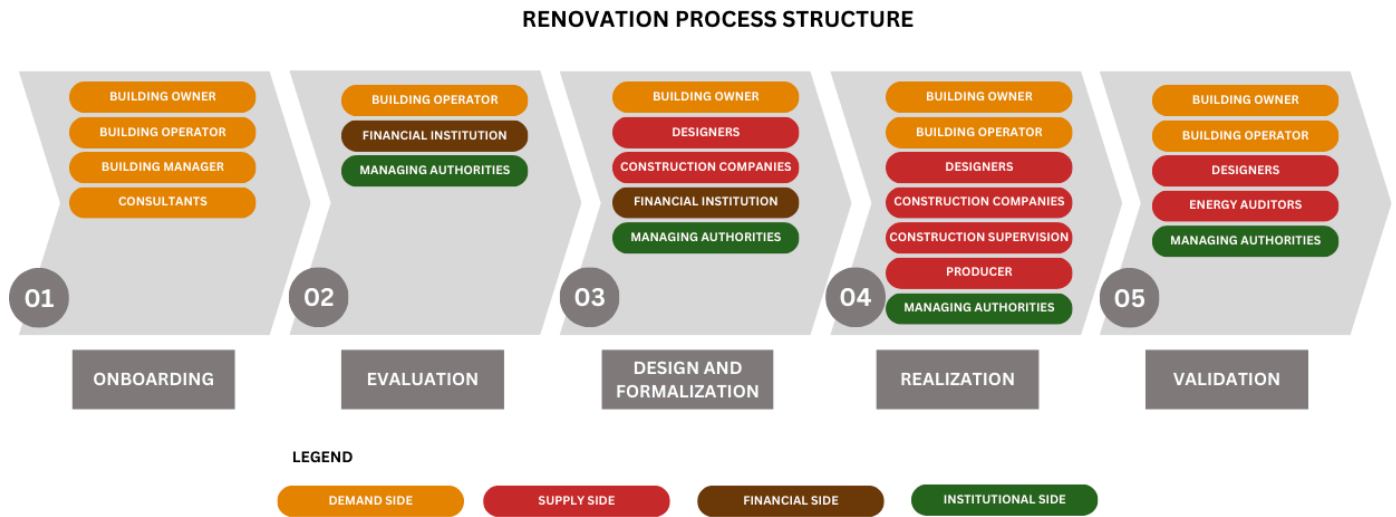 RENOVATION PROCESS STRUCTURE
BUILDING OWNER
BUILDING OPERATOR
BUILDING MANAGER
CONSULTANTS
01
ONBOARDING
BUILDING OPERATOR
FINANCIAL INSTITUTION
MANAGING AUTHORITIES
02
EVALUATION
BUILDING OWNER
DESIGNERS
CONSTRUCTION COMPANIES
FINANCIAL INSTITUTION
MANAGING AUTHORITIES
03
DESIGN AND
FORMALIZATION
BUILDING OWNER
BUILDING OPERATOR
DESIGNERS
CONSTRUCTION COMPANIES
CONSTRUCTION SUPERVISION
PRODUCER
MANAGING AUTHORITIES
04
REALIZATION
BUILDING OWNER
BUILDING OPERATOR
DESIGNERS
ENERGY AUDITORS
MANAGING AUTHORITIES
05
VALIDATION
LEGEND
DEMAND SIDE
SUPPLY SIDE
FINANCIAL SIDE
INSTITUTIONAL SIDE